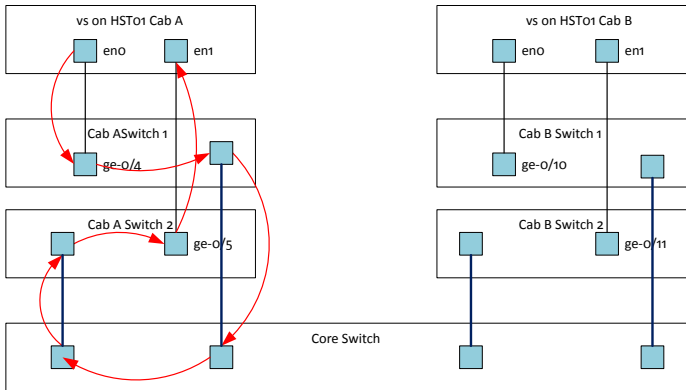 vs on HST01 Cab A
vs on HST01 Cab B
en0
en1
en0
en1
Cab ASwitch 1
Cab B Switch 1
ge-0/4
ge-0/10
Cab A Switch 2
Cab B Switch 2
ge-0/5
ge-0/11
Core Switch